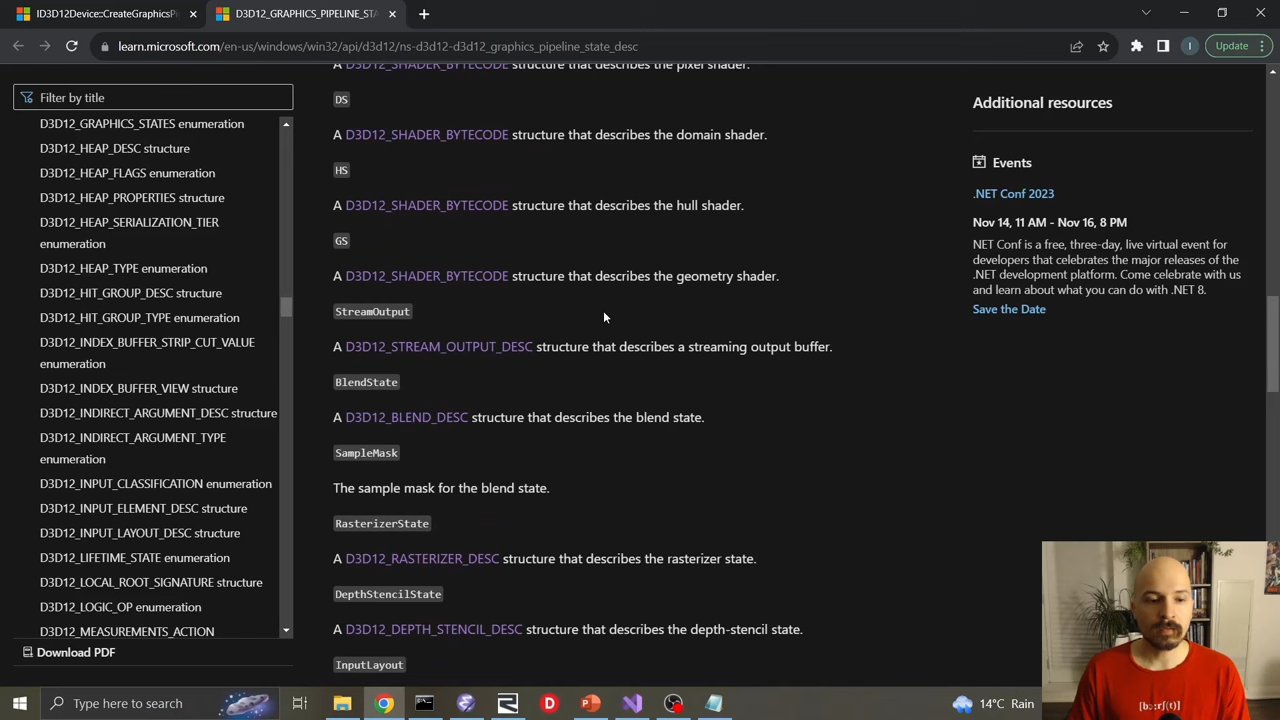 ID3D12Device::CreateGraphicsP
D3D12_GRAPHICS_PIPELINE_STA
learn.microsoft.com/en-us/windows/win32/api/d3d12/ns-d3d12-d3d12_graphics_pipeline_state_desc
I
Update
Filter by title
D3D12_GRAPHICS_STATES enumeration
D3D12_HEAP_DESC structure
D3D12_HEAP_FLAGS enumeration
D3D12_HEAP_PROPERTIES structure
D3D12_HEAP_SERIALIZATION_TIER
enumeration
D3D12_HEAP_TYPE enumeration
D3D12_HIT_GROUP_DESC structure
D3D12_HIT_GROUP_TYPE enumeration
D3D12_INDEX_BUFFER_STRIP_CUT_VALUE
enumeration
D3D12_INDEX_BUFFER_VIEW structure
D3D12_INDIRECT_ARGUMENT_DESC structure
D3D12_INDIRECT_ARGUMENT_TYPE
enumeration
D3D12_INPUT_CLASSIFICATION enumeration
D3D12_INPUT_ELEMENT_DESC structure
D3D12_INPUT_LAYOUT_DESC structure
D3D12_LIFETIME_STATE enumeration
D3D12_LOCAL_ROOT_SIGNATURE structure
D3D12_LOGIC_OP enumeration
D3D12_MEASUREMENTS_ACTION
Download PDF
A D3D12_SHADER_BYTECODE structure that describes the pixel shader.
DS
A D3D12_SHADER_BYTECODE structure that describes the domain shader.
HS
A D3D12_SHADER_BYTECODE structure that describes the hull shader.
GS
A D3D12_SHADER_BYTECODE structure that describes the geometry shader.
StreamOutput
A D3D12_STREAM_OUTPUT_DESC structure that describes a streaming output buffer.
BlendState
A D3D12_BLEND_DESC structure that describes the blend state.
SampleMask
The sample mask for the blend state.
RasterizerState
A D3D12_RASTERIZER_DESC structure that describes the rasterizer state.
DepthStencilState
A D3D12_DEPTH_STENCIL_DESC structure that describes the depth-stencil state.
InputLayout
Additional resources
Events
.NET Conf 2023
Nov 14, 11 AM - Nov 16, 8 PM
.NET Conf is a free, three-day, live virtual event for
developers that celebrates the major releases of the
.NET development platform. Come celebrate with us
and learn about what you can do with .NET 8.
Save the Date
[bɔːrʃ(t)]
Type here to search
14°C Rain